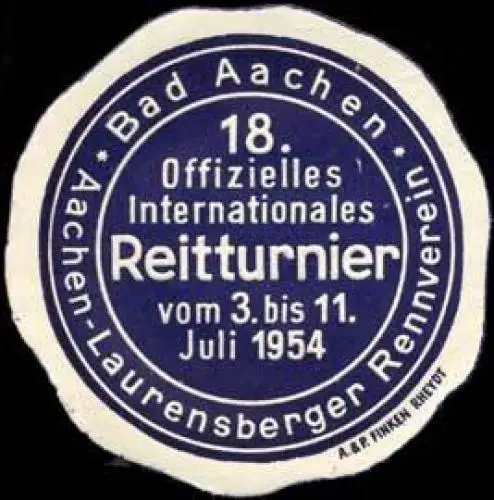 * Bad Aachen *
Aachen-Laurensberger Rennverein
18.
Offizielles
Internationales
Reitturnier
vom 3. bis 11.
Juli 1954
A. & P. FINKEN RHEYDT